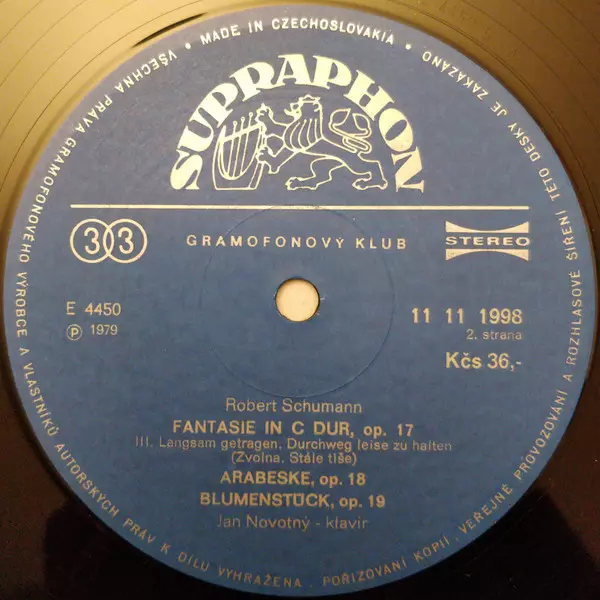 VŠECHNA PRÁVA GRAMOFONOVÉHO VÝROBCE A VLASTNÍKŮ AUTORSKÝCH PRÁV K DÍLU VYHRAŽENA. POŘIZOVÁNÍ KOPIÍ, VEŘEJNÉ PROVOZOVÁNÍ A ROZHLASOVÉ ŠÍŘENÍ TÉTO DESKY JE ZAKÁZÁNO
• MADE IN CZECHOSLOVAKIA •
SUPRAPHON
33
GRAMOFONOVÝ KLUB
STEREO
E 4450
11 11 1998
Ⓟ 1979
2. strana
Kčs 36,-
Robert Schumann
FANTASIE IN C DUR, op. 17
III. Langsam getragen. Durchweg leise zu halten
(Zvolna. Stále tiše)
ARABESKE, op. 18
BLUMENSTÜCK, op. 19
Jan Novotný - klavír